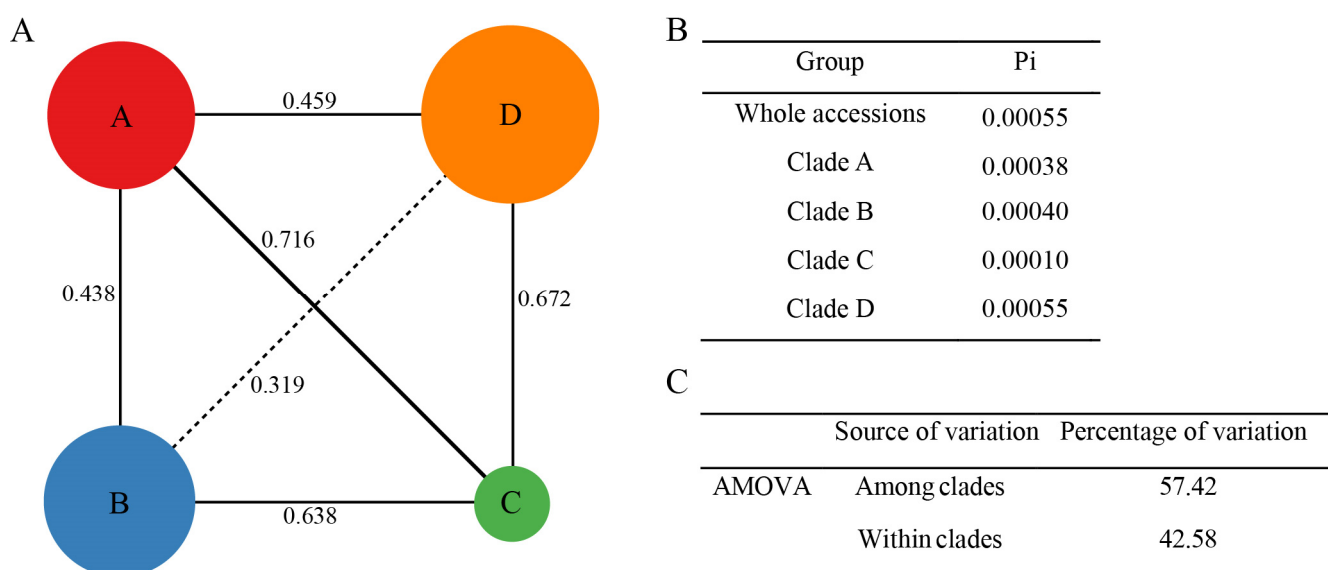 A
A
0.459
D
0.716
0.438
0.672
0.319
B
0.638
C
B
Group Pi
Whole accessions 0.00055
Clade A 0.00038
Clade B 0.00040
Clade C 0.00010
Clade D 0.00055
C
Source of variation Percentage of variation
AMOVA Among clades 57.42
Within clades 42.58